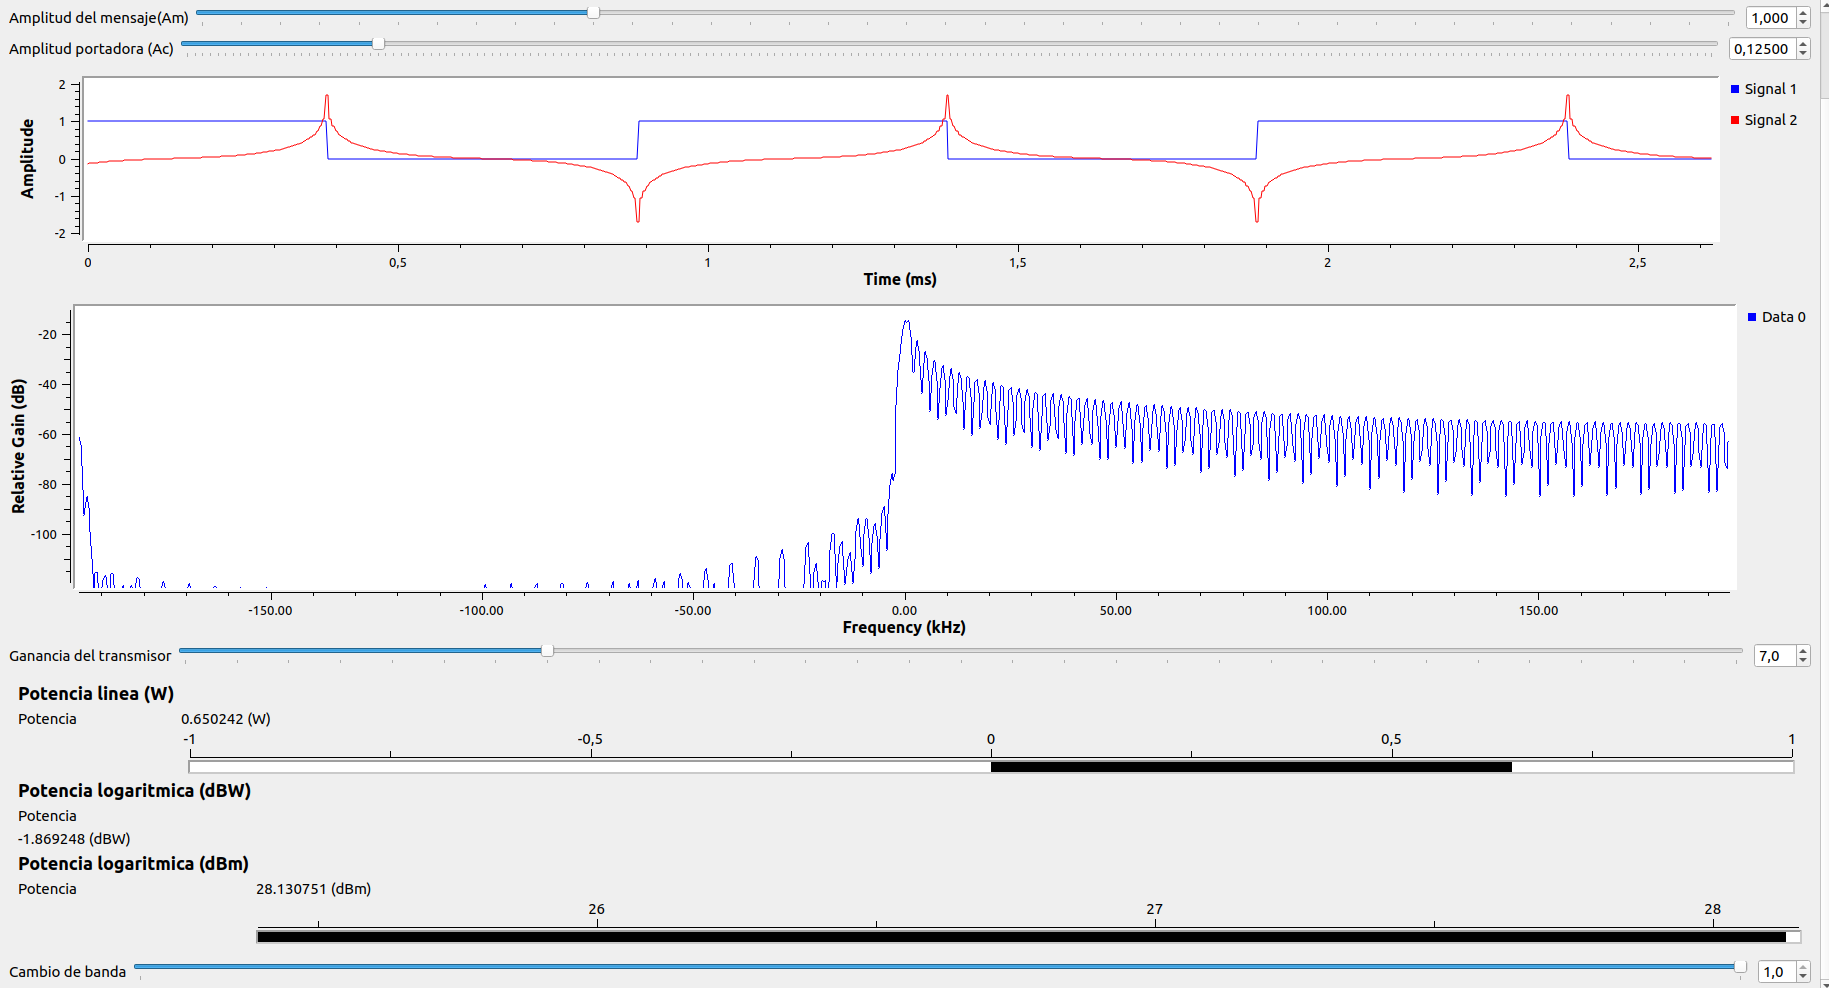 Amplitud del mensaje(Am) 1,000
Amplitud portadora (Ac) 0,12500
2
1
0
-1
-2
Amplitude
Signal 1
Signal 2
0 0,5 1 1,5 2 2,5
Time (ms)
-20
-40
-60
-80
-100
Relative Gain (dB)
Data 0
-150.00 -100.00 -50.00 0.00 50.00 100.00 150.00
Frequency (kHz)
Ganancia del transmisor 7,0
Potencia linea (W)
Potencia 0.650242 (W)
-1 -0,5 0 0,5 1
Potencia logaritmica (dBW)
Potencia
-1.869248 (dBW)
Potencia logaritmica (dBm)
Potencia 28.130751 (dBm)
26 27 28
Cambio de banda 1,0